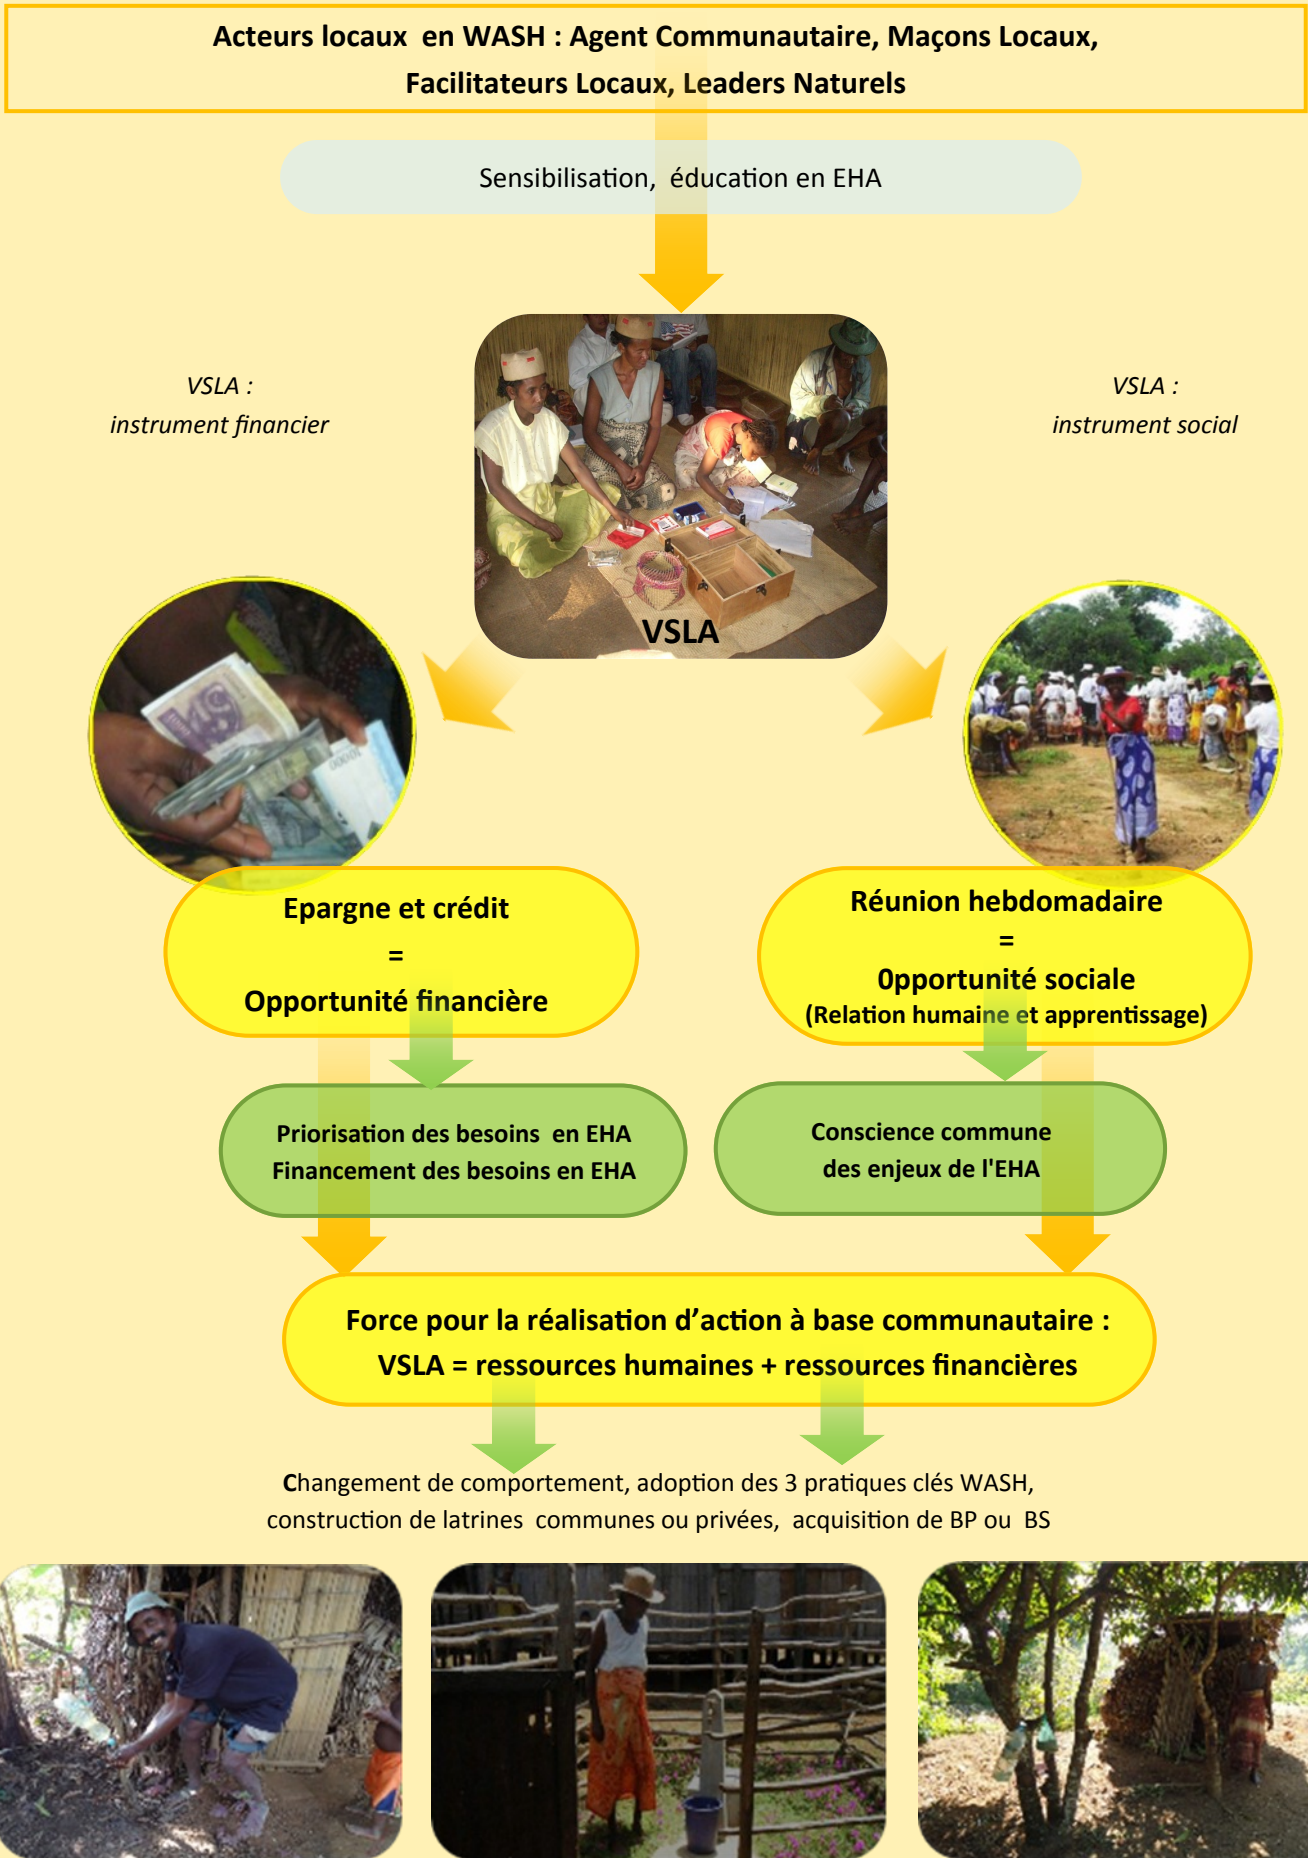 Acteurs locaux en WASH : Agent Communautaire, Maçons Locaux,
Facilitateurs Locaux, Leaders Naturels
Sensibilisation, éducation en EHA
VSLA :
instrument financier
VSLA :
instrument social
VSLA
Epargne et crédit
=
Opportunité financière
Réunion hebdomadaire
=
0pportunité sociale
(Relation humaine et apprentissage)
Priorisation des besoins en EHA
Financement des besoins en EHA
Conscience commune
des enjeux de l'EHA
Force pour la réalisation d’action à base communautaire :
VSLA = ressources humaines + ressources financières
Changement de comportement, adoption des 3 pratiques clés WASH,
construction de latrines communes ou privées, acquisition de BP ou BS